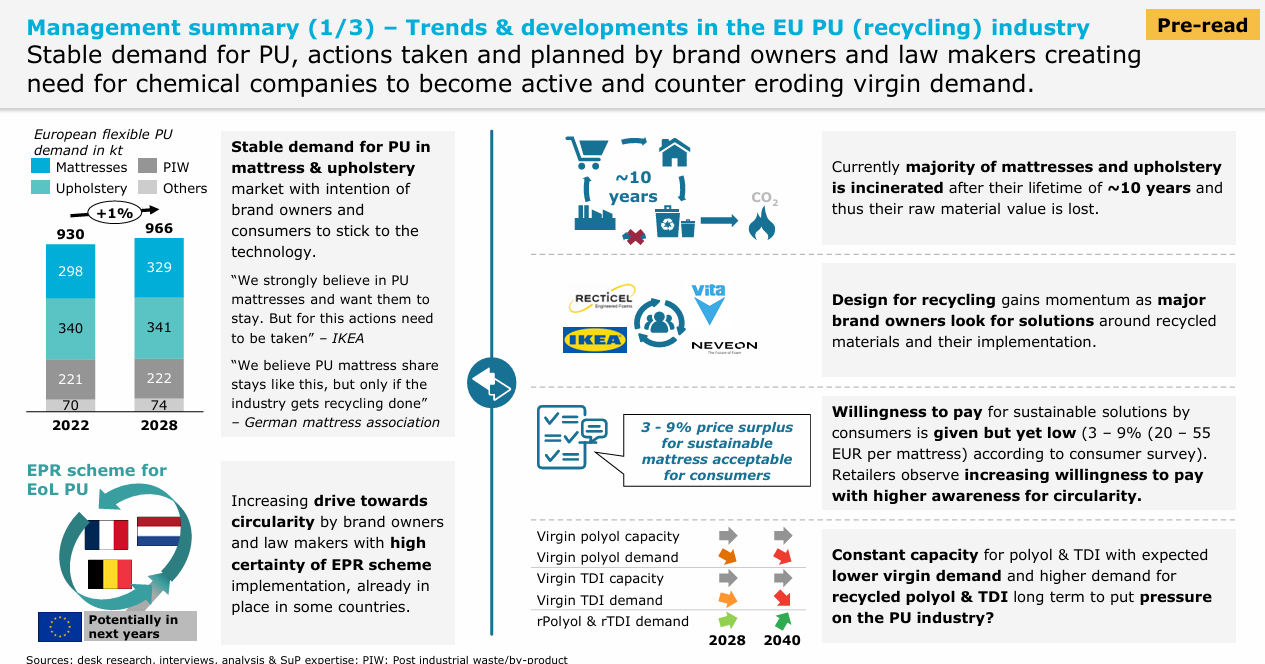 Management summary (1/3) – Trends & developments in the EU PU (recycling) industry
Pre-read
Stable demand for PU, actions taken and planned by brand owners and law makers creating
need for chemical companies to become active and counter eroding virgin demand.
European flexible PU
demand in kt
Mattresses
PIW
Upholstery
Others
+1%
930
966
298
329
340
341
221
222
70
74
2022
2028
Stable demand for PU in
mattress & upholstery
market with intention of
brand owners and
consumers to stick to the
technology.
“We strongly believe in PU
mattresses and want them to
stay. But for this actions need
to be taken” – IKEA
“We believe PU mattress share
stays like this, but only if the
industry gets recycling done”
– German mattress association
EPR scheme for
EoL PU
Potentially in
next years
Increasing drive towards
circularity by brand owners
and law makers with high
certainty of EPR scheme
implementation, already in
place in some countries.
~10
years
CO2
Currently majority of mattresses and upholstery
is incinerated after their lifetime of ~10 years and
thus their raw material value is lost.
RECTICEL
Engineered Foams
vita
IKEA
NEVEON
The Future of Foam
Design for recycling gains momentum as major
brand owners look for solutions around recycled
materials and their implementation.
3 - 9% price surplus
for sustainable
mattress acceptable
for consumers
Willingness to pay for sustainable solutions by
consumers is given but yet low (3 – 9% (20 – 55
EUR per mattress) according to consumer survey).
Retailers observe increasing willingness to pay
with higher awareness for circularity.
Virgin polyol capacity
Virgin polyol demand
Virgin TDI capacity
Virgin TDI demand
rPolyol & rTDI demand
2028
2040
Constant capacity for polyol & TDI with expected
lower virgin demand and higher demand for
recycled polyol & TDI long term to put pressure
on the PU industry?
Sources: desk research, interviews, analysis & SuP expertise; PIW: Post industrial waste/by-product